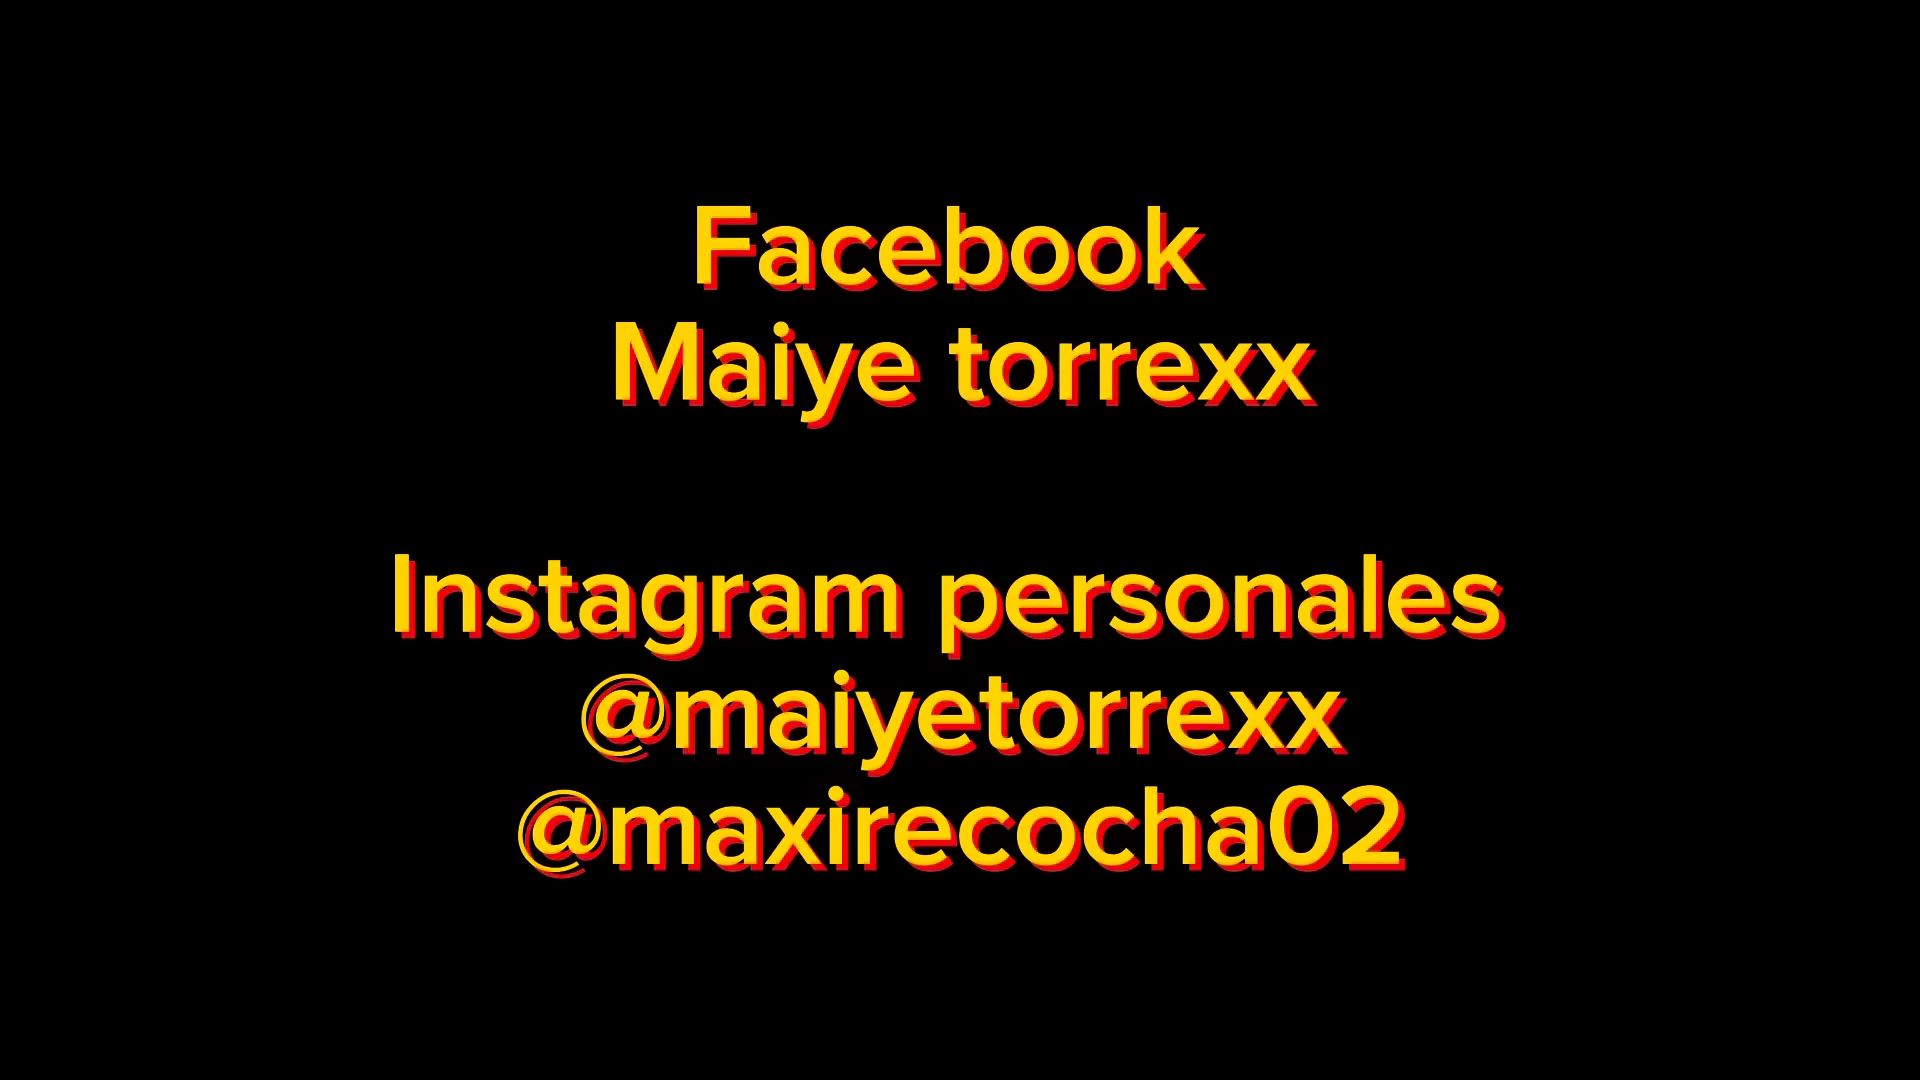 Facebook
Maiye torrexx
Instagram personales
@maiyetorrexx
@maxirecocha02